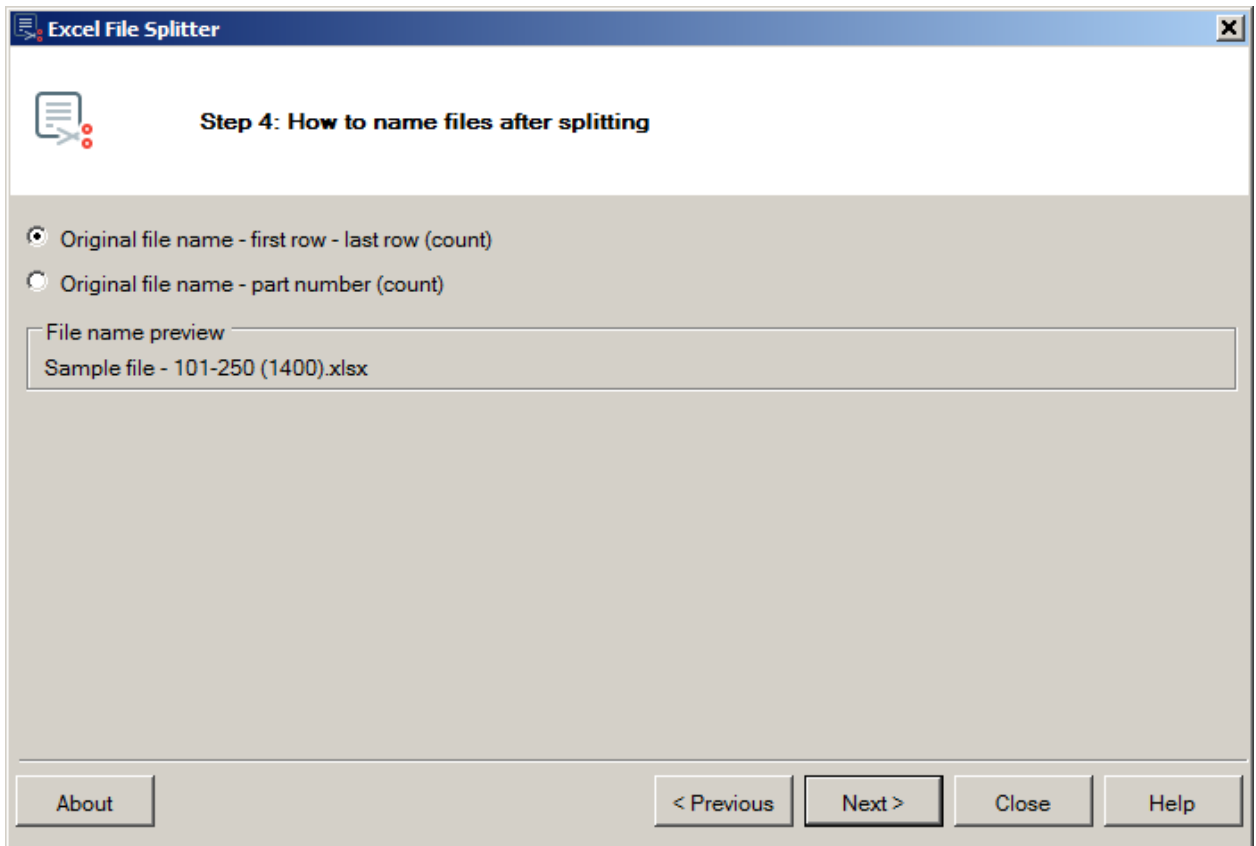 Excel File Splitter
Step 4: How to name files after splitting
Original file name - first row - last row (count)
Original file name - part number (count)
File name preview
Sample file - 101-250 (1400).xlsx
About
< Previous
Next >
Close
Help